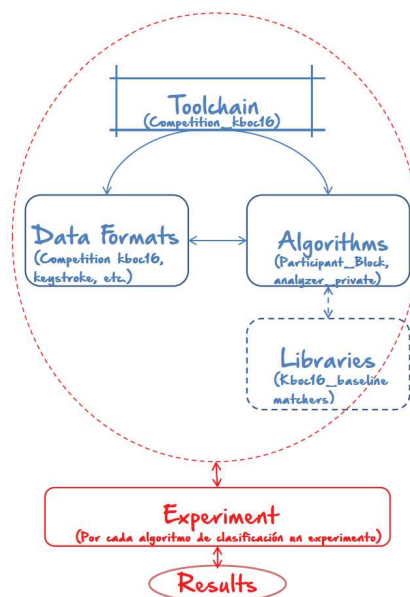 Toolchain
(Competition_kboc16)
Data Formats
(Competition kboc16,
keystroke, etc.)
Algorithms
(Participant_Block,
analyzer_private)
Libraries
(Kboc16_baseline
matchers)
Experiment
(Por cada algoritmo de clasificación un experimento)
Results